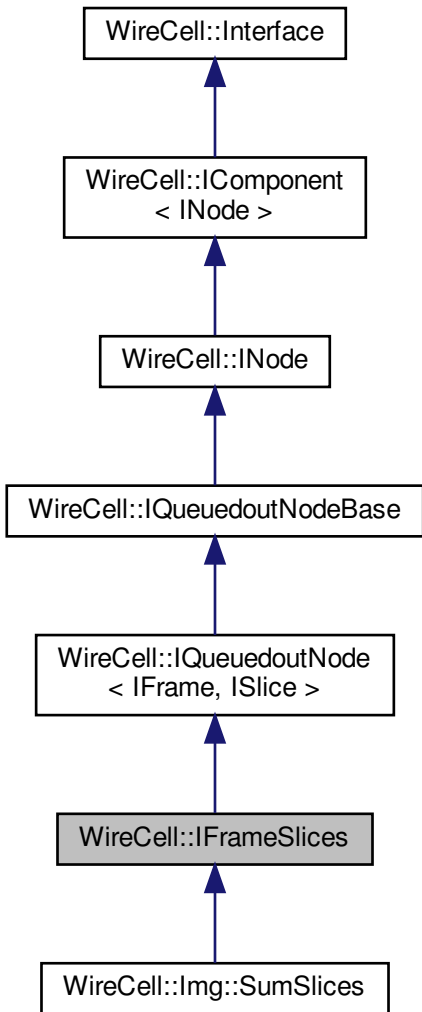 WireCell::Interface
WireCell::IComponent
< INode >
WireCell::INode
WireCell::IQueuedoutNodeBase
WireCell::IQueuedoutNode
< IFrame, ISlice >
WireCell::IFrameSlices
WireCell::Img::SumSlices